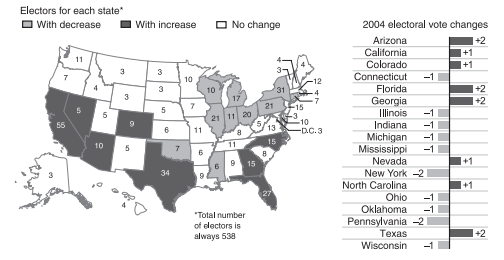 Electors for each state*
With decrease
With increase
No change
11
7
4
3
3
3
3
5
5
5
55
10
9
5
5
6
7
34
10
7
11
6
9
10
21
17
11
20
8
11
6
9
15
8
15
13
5
21
31
27
3
4
4
3
4
12
4
7
15
3
10
D.C. 3
*Total number
of electors is
always 538
2004 electoral vote changes
Arizona +2
California +1
Colorado +1
Connecticut −1
Florida +2
Georgia +2
Illinois −1
Indiana −1
Michigan −1
Mississippi −1
Nevada +1
New York −2
North Carolina +1
Ohio −1
Oklahoma −1
Pennsylvania −2
Texas +2
Wisconsin −1